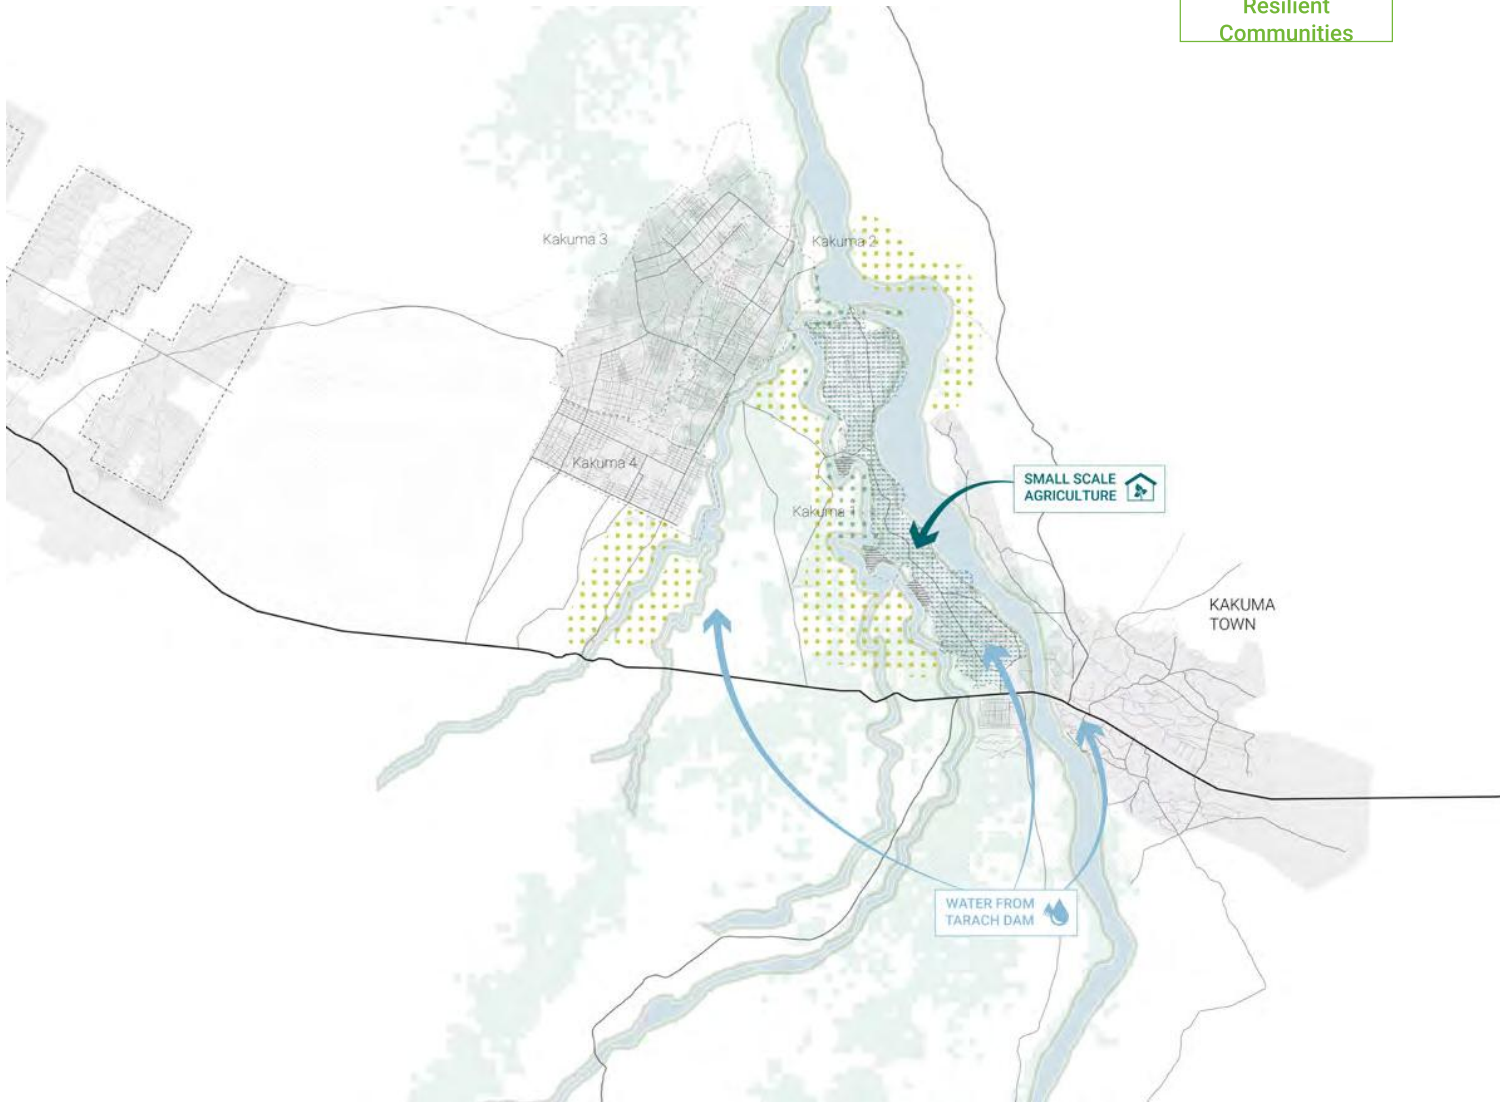 Resilient
Communities
Kakuma 3
Kakuma 2
Kakuma 4
SMALL SCALE
AGRICULTURE
Kakuma 1
KAKUMA
TOWN
WATER FROM
TARACH DAM